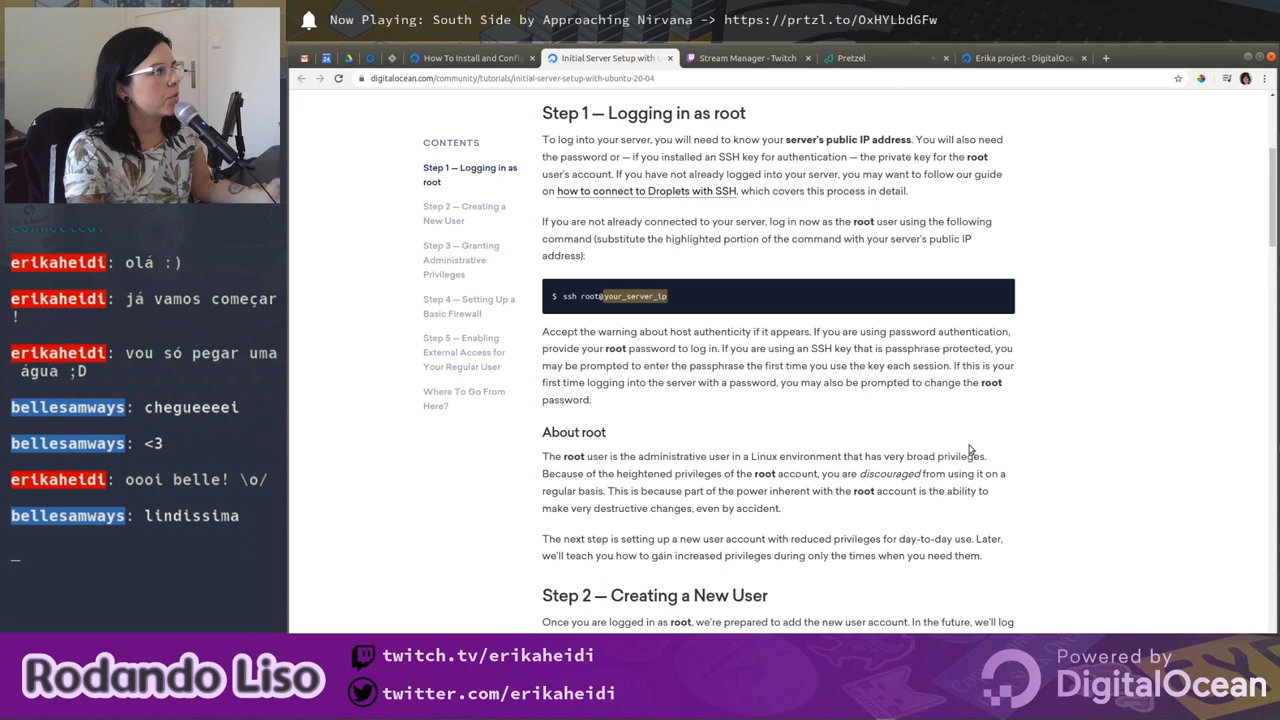 Now Playing: South Side by Approaching Nirvana -> https://prtzl.to/OxHYLbdGFw
How To Install and Config
Initial Server Setup with
Stream Manager - Twitch
Pretzel
Erika project - DigitalOce
digitalocean.com/community/tutorials/initial-server-setup-with-ubuntu-20-04
connected.
erikaheidi: olá :)
erikaheidi: já vamos começar
!
erikaheidi: vou só pegar uma
água ;D
bellesamways: chegueeeei
bellesamways: <3
erikaheidi: oooi belle! \o/
bellesamways: lindissima
_
CONTENTS
Step 1 — Logging in as
root
Step 2 — Creating a
New User
Step 3 — Granting
Administrative
Privileges
Step 4 — Setting Up a
Basic Firewall
Step 5 — Enabling
External Access for
Your Regular User
Where To Go From
Here?
Step 1 — Logging in as root
To log into your server, you will need to know your server's public IP address. You will also need
the password or — if you installed an SSH key for authentication — the private key for the root
user's account. If you have not already logged into your server, you may want to follow our guide
on how to connect to Droplets with SSH, which covers this process in detail.
If you are not already connected to your server, log in now as the root user using the following
command (substitute the highlighted portion of the command with your server's public IP
address):
$ ssh root@your_server_ip
Accept the warning about host authenticity if it appears. If you are using password authentication,
provide your root password to log in. If you are using an SSH key that is passphrase protected, you
may be prompted to enter the passphrase the first time you use the key each session. If this is your
first time logging into the server with a password, you may also be prompted to change the root
password.
About root
The root user is the administrative user in a Linux environment that has very broad privileges.
Because of the heightened privileges of the root account, you are discouraged from using it on a
regular basis. This is because part of the power inherent with the root account is the ability to
make very destructive changes, even by accident.
The next step is setting up a new user account with reduced privileges for day-to-day use. Later,
we'll teach you how to gain increased privileges during only the times when you need them.
Step 2 — Creating a New User
Once you are logged in as root, we're prepared to add the new user account. In the future, we'll log
Rodando Liso
twitch.tv/erikaheidi
twitter.com/erikaheidi
Powered by
DigitalOcean